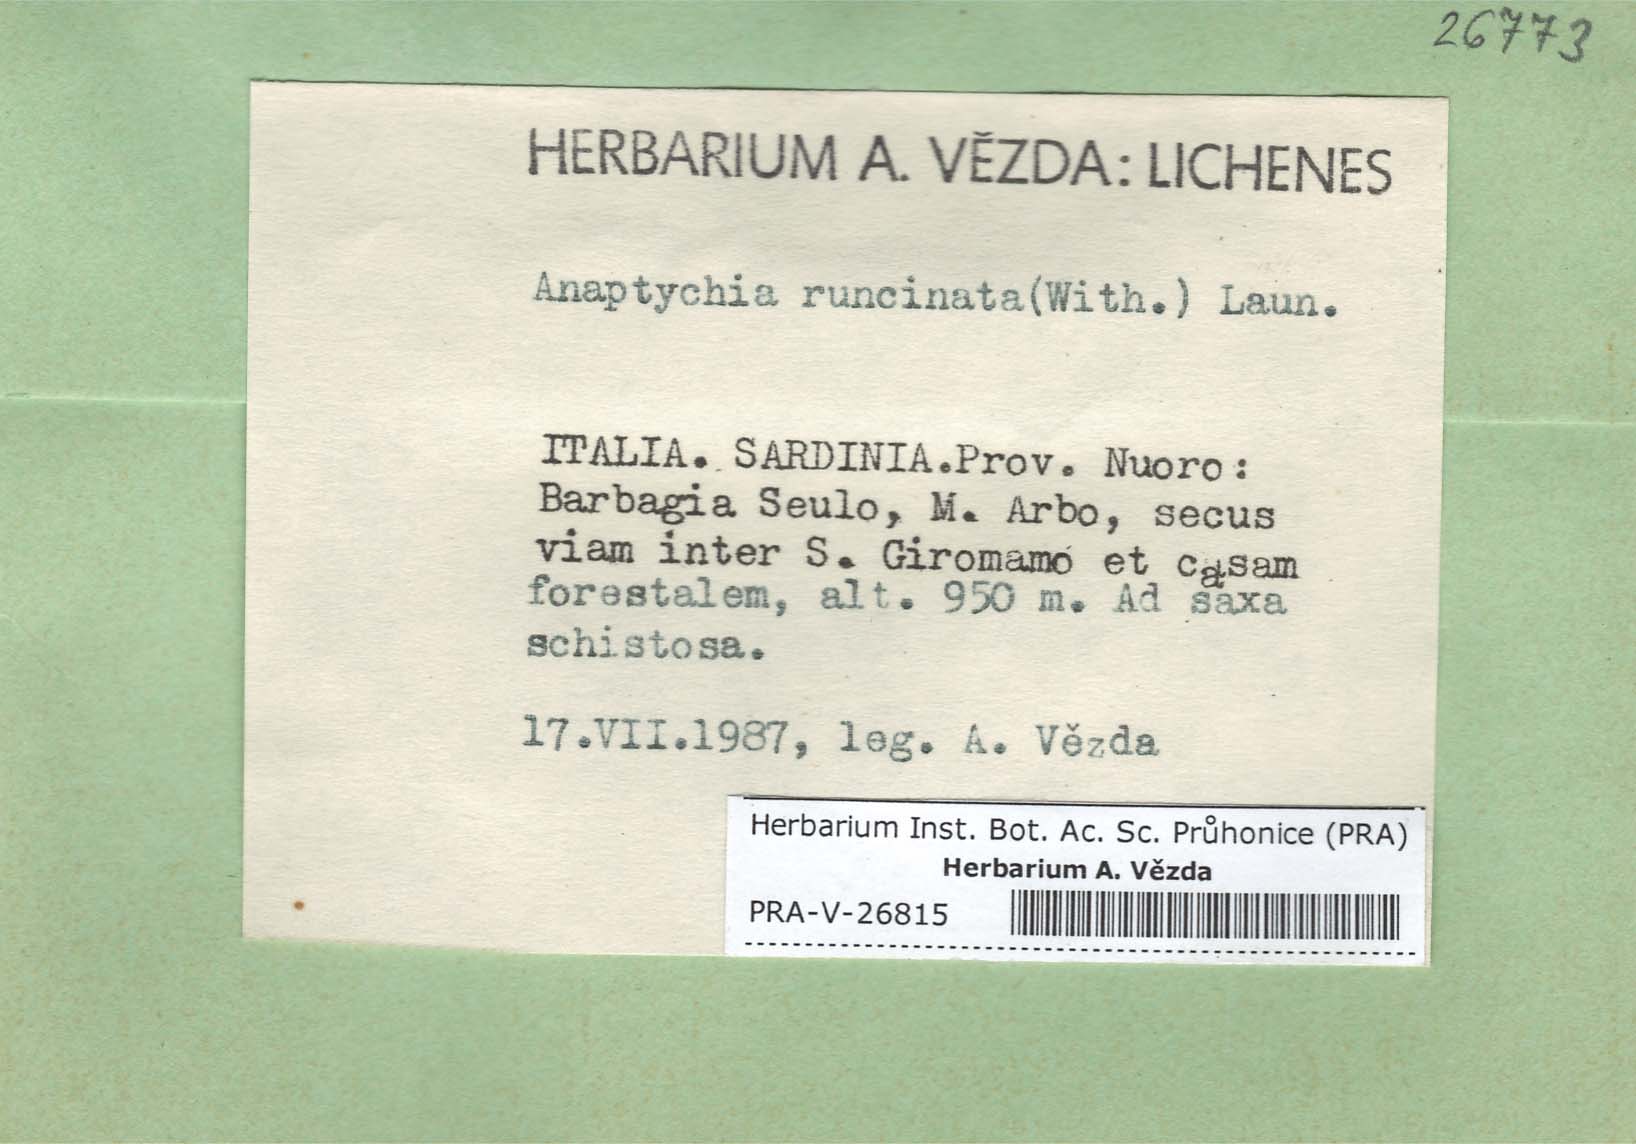 26773
HERBARIUM A. VĚZDA: LICHENES
Anaptychia runcinata(With.) Laun.
ITALIA. SARDINIA.Prov. Nuoro:
Barbagia Seulo, M. Arbo, secus
viam inter S. Giromamo et casam
forestalem, alt. 950 m. Ad saxa
schistosa.
17.VII.1987, leg. A. Vězda
Herbarium Inst. Bot. Ac. Sc. Průhonice (PRA)
Herbarium A. Vězda
PRA-V-26815